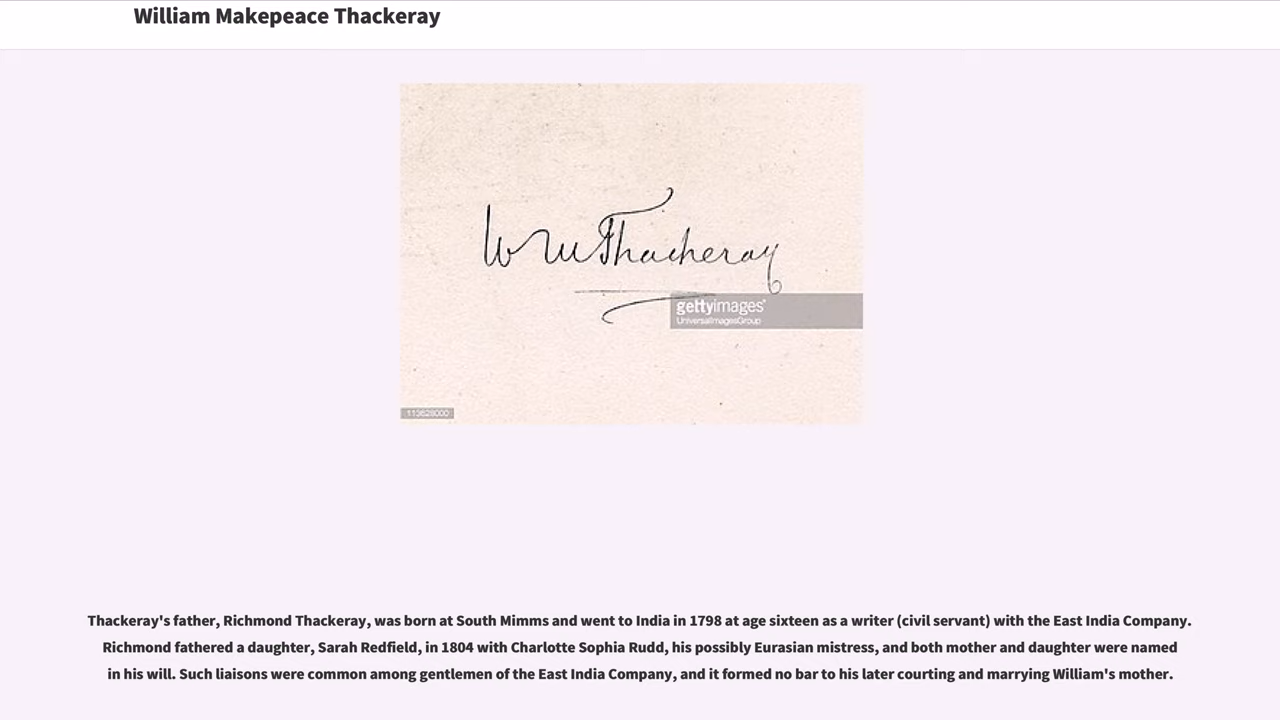 William Makepeace Thackeray
W M Thackeray
gettyimages®
UniversalImagesGroup
113628000
Thackeray's father, Richmond Thackeray, was born at South Mimms and went to India in 1798 at age sixteen as a writer (civil servant) with the East India Company.
Richmond fathered a daughter, Sarah Redfield, in 1804 with Charlotte Sophia Rudd, his possibly Eurasian mistress, and both mother and daughter were named
in his will. Such liaisons were common among gentlemen of the East India Company, and it formed no bar to his later courting and marrying William's mother.